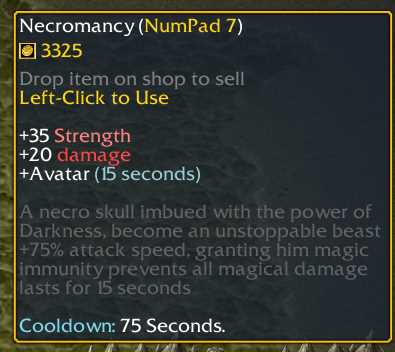 Necromancy (NumPad 7)
3325
Drop item on shop to sell
Left-Click to Use
+35 Strength
+20 damage
+Avatar (15 seconds)
A necro skull imbued with the power of
Darkness, become an unstoppable beast
+75% attack speed, granting him magic
immunity prevents all magical damage
lasts for 15 seconds
Cooldown: 75 Seconds.